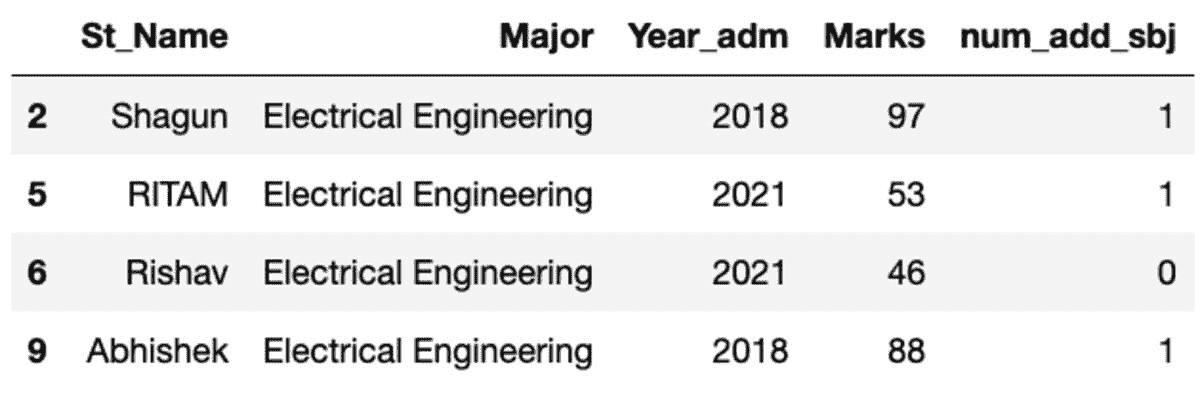 St_Name Major Year_adm Marks num_add_sbj
2 Shagun Electrical Engineering 2018 97 1
5 RITAM Electrical Engineering 2021 53 1
6 Rishav Electrical Engineering 2021 46 0
9 Abhishek Electrical Engineering 2018 88 1